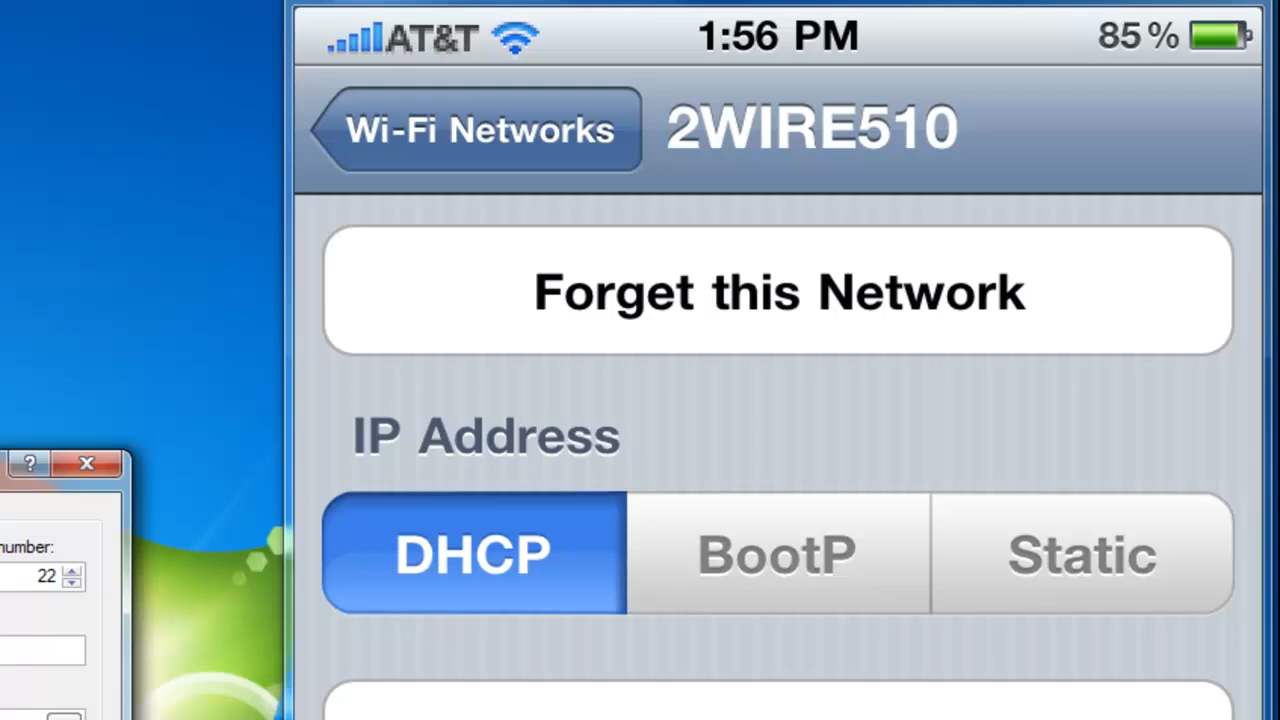 AT&T 1:56 PM 85%
Wi-Fi Networks 2WIRE510
Forget this Network
IP Address
DHCP BootP Static
?
number:
22